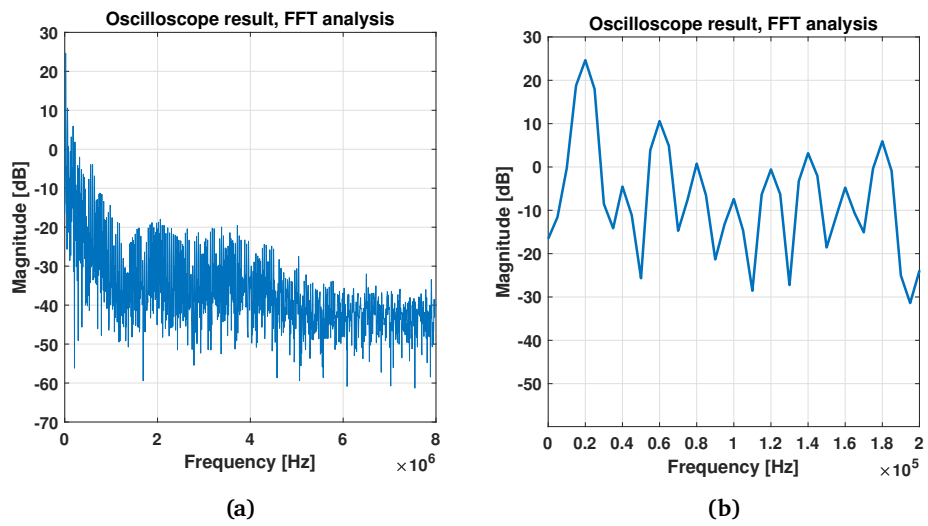 Oscilloscope result, FFT analysis
30
20
10
0
-10
-20
-30
-40
-50
-60
-70
Magnitude [dB]
0 2 4 6 8
Frequency [Hz]
×10^6
(a)
Oscilloscope result, FFT analysis
30
20
10
0
-10
-20
-30
-40
-50
Magnitude [dB]
0 0.2 0.4 0.6 0.8 1 1.2 1.4 1.6 1.8 2
Frequency [Hz]
×10^5
(b)